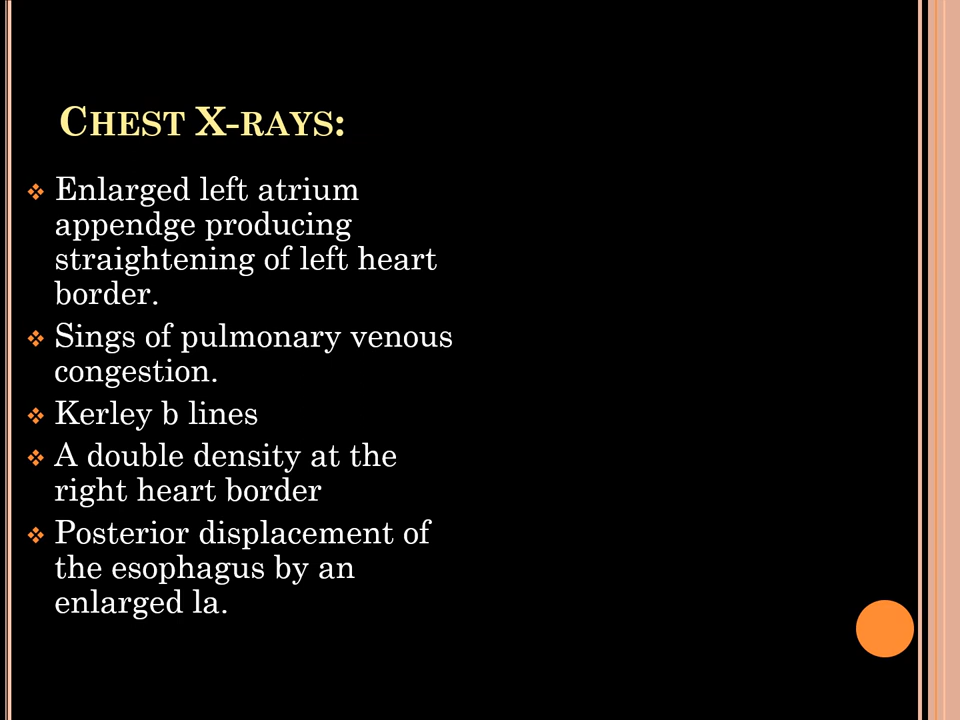 CHEST X-RAYS:
Enlarged left atrium
appendge producing
straightening of left heart
border.
Sings of pulmonary venous
congestion.
Kerley b lines
A double density at the
right heart border
Posterior displacement of
the esophagus by an
enlarged la.